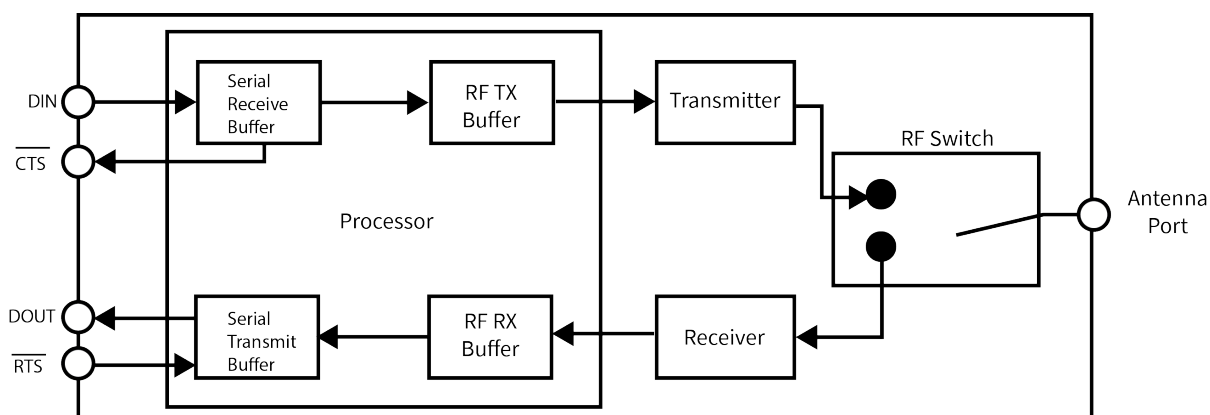 DIN
CTS
Serial
Receive
Buffer
RF TX
Buffer
Transmitter
RF Switch
Antenna
Port
Processor
DOUT
RTS
Serial
Transmit
Buffer
RF RX
Buffer
Receiver